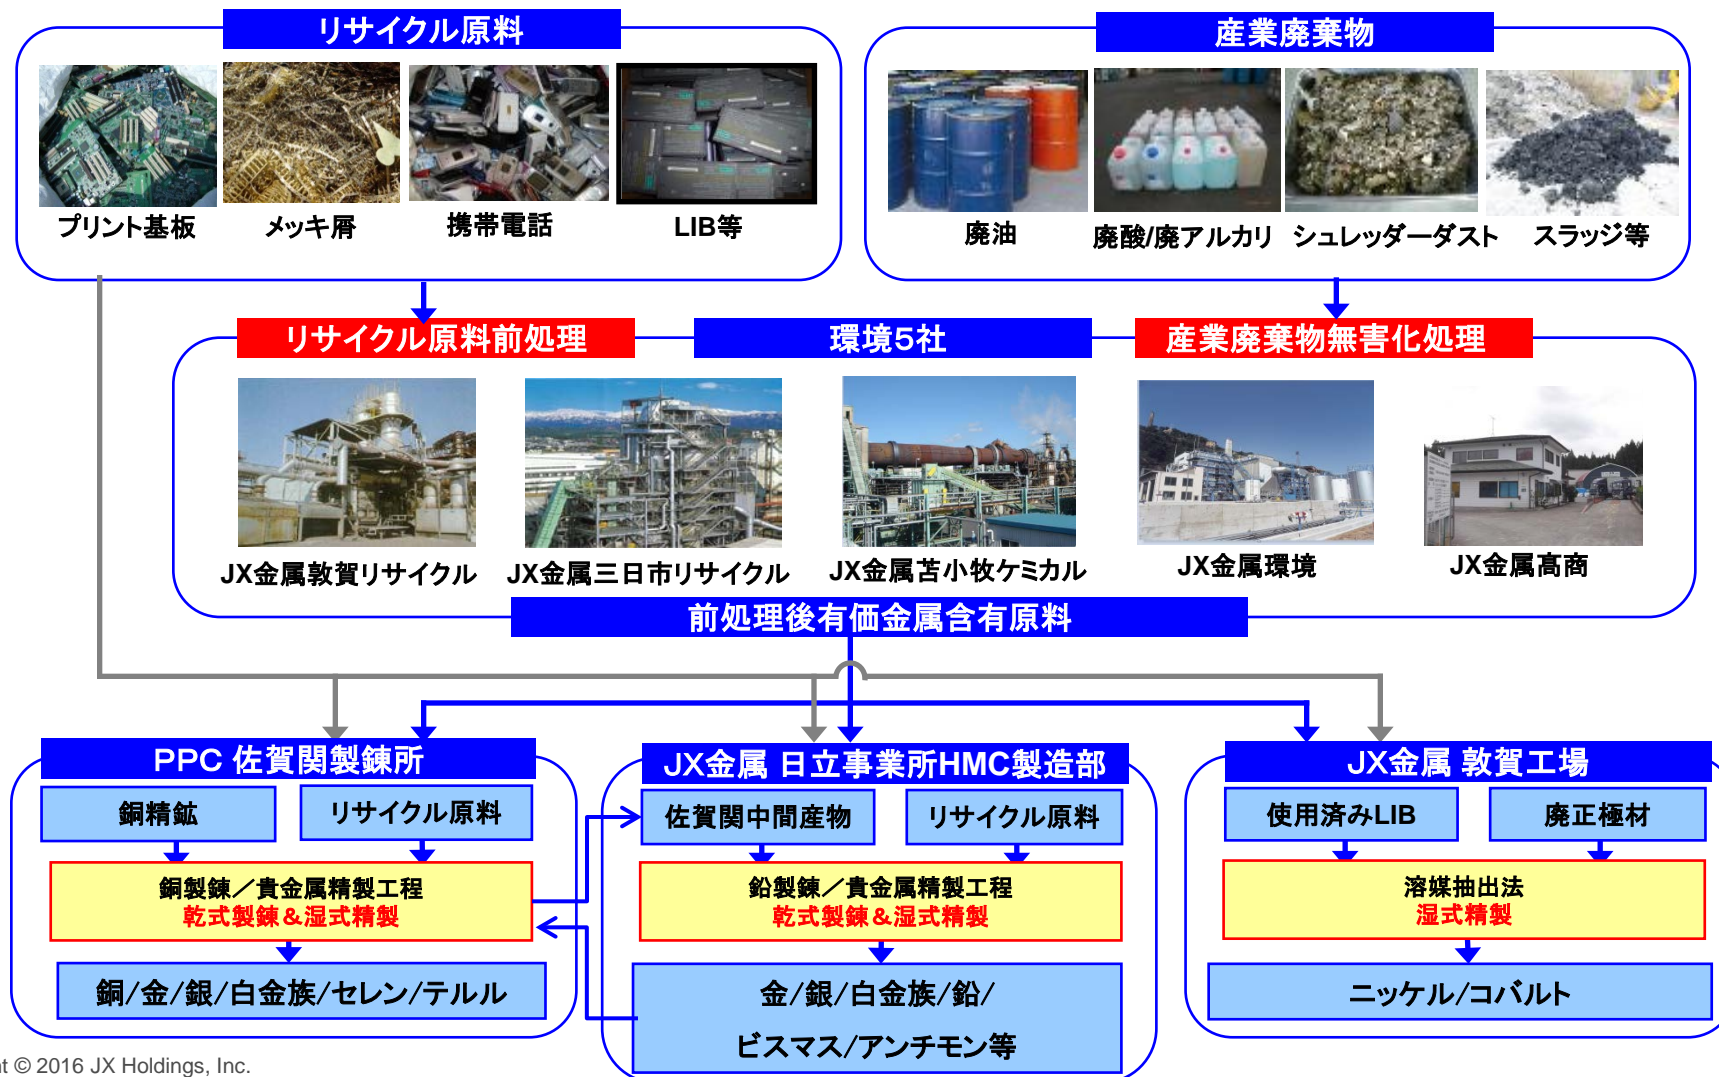 リサイクル原料
産業廃棄物
プリント基板
メッキ屑
携帯電話
LIB等
廃油
廃酸/廃アルカリ
シュレッダーダスト
スラッジ等
リサイクル原料前処理
環境5社
産業廃棄物無害化処理
JX金属敦賀リサイクル
JX金属三日市リサイクル
JX金属苫小牧ケミカル
JX金属環境
JX金属髙商
前処理後有価金属含有原料
PPC 佐賀関製錬所
JX金属 日立事業所HMC製造部
JX金属 敦賀工場
銅精鉱
リサイクル原料
佐賀関中間産物
リサイクル原料
使用済みLIB
廃正極材
銅製錬／貴金属精製工程
乾式製錬＆湿式精製
鉛製錬／貴金属精製工程
乾式製錬＆湿式精製
溶媒抽出法
湿式精製
銅/金/銀/白金族/セレン/テルル
金/銀/白金族/鉛/
ビスマス/アンチモン等
ニッケル/コバルト
© 2016 JX Holdings, Inc.